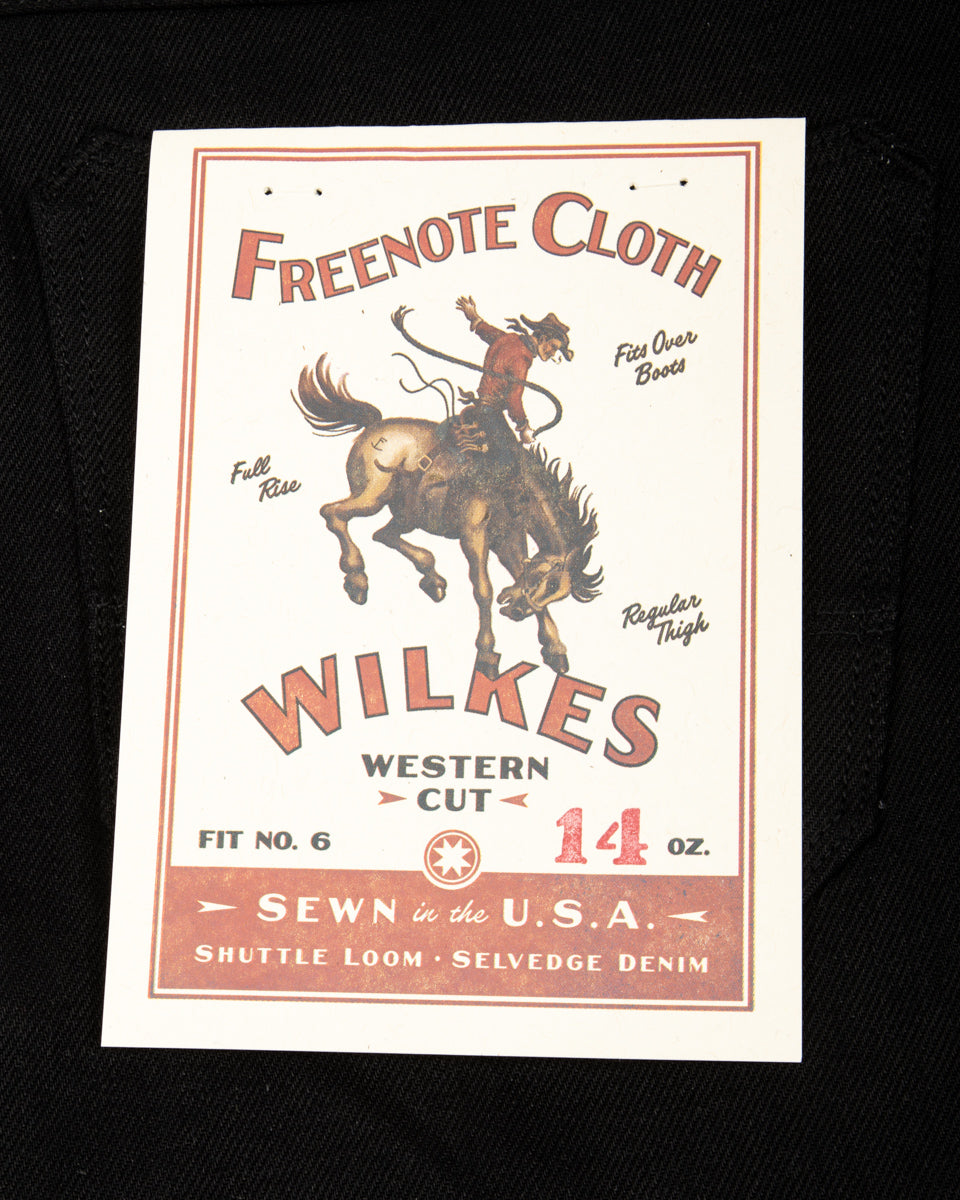 FREENOTE CLOTH
Fits Over
Boots
Full
Rise
Regular
Thigh
WILKES
WESTERN
CUT
FIT NO. 6
14 OZ.
SEWN in the U.S.A.
SHUTTLE LOOM · SELVEDGE DENIM